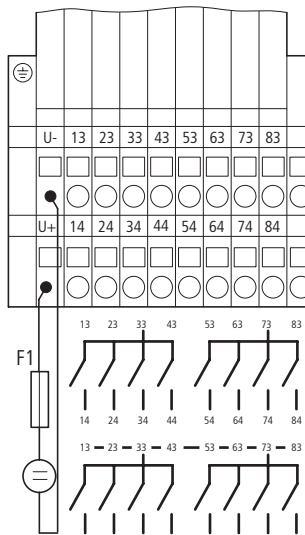 U- 13 23 33 43 53 63 73 83
U+ 14 24 34 44 54 64 74 84
13 23 33 43 53 63 73 83
F1
14 24 34 44 54 64 74 84
13 23 33 43 53 63 73 83